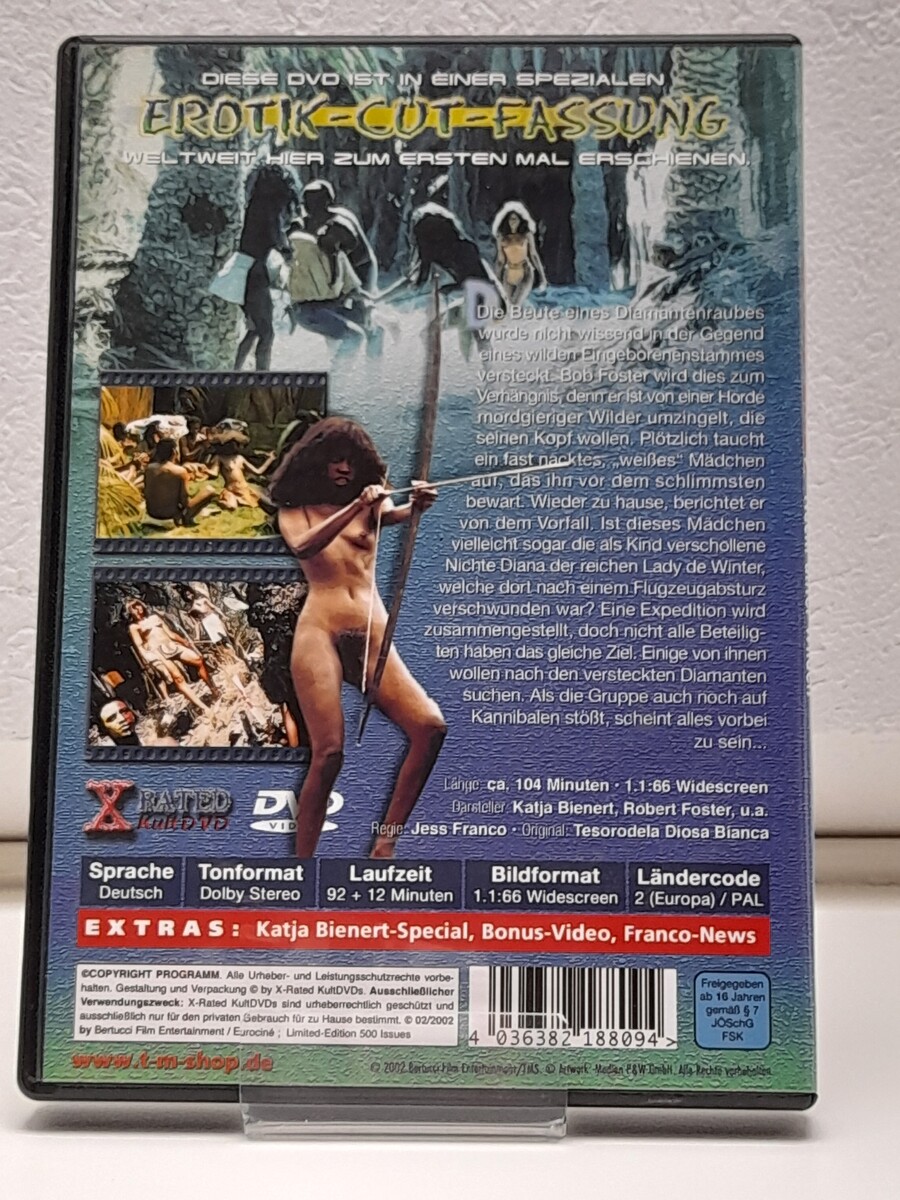 DIESE DVD IST IN EINER SPEZIALEN
EROTIK-CUT-FASSUNG
WELTWEIT HIER ZUM ERSTEN MAL ERSCHIENEN.
Die Beute eines Diamantenraubes
wurde nicht wissend in der Gegend
eines wilden Eingeborenenstammes
versteckt. Bob Foster wird dies zum
Verhängnis, denn er ist von einer Horde
mordgieriger Wilder umzingelt, die
seinen Kopf wollen. Plötzlich taucht
ein fast nacktes, „weißes“ Mädchen
auf, das ihn vor dem schlimmsten
bewart. Wieder zu hause, berichtet er
von dem Vorfall. Ist dieses Mädchen
vielleicht sogar die als Kind verschollene
Nichte Diana der reichen Lady de Winter,
welche dort nach einem Flugzeugabsturz
verschwunden war? Eine Expedition wird
zusammengestellt, doch nicht alle Beteilig-
ten haben das gleiche Ziel. Einige von ihnen
wollen nach den versteckten Diamanten
suchen. Als die Gruppe auch noch auf
Kannibalen stößt, scheint alles vorbei
zu sein...
Länge: ca. 104 Minuten · 1.1:66 Widescreen
Darsteller: Katja Bienert, Robert Foster, u.a.
Regie: Jess Franco · Original: Tesorodela Diosa Bianca
X RATED
KultDVD
DVD
VIDEO
Sprache
Deutsch
Tonformat
Dolby Stereo
Laufzeit
92 + 12 Minuten
Bildformat
1.1:66 Widescreen
Ländercode
2 (Europa) / PAL
EXTRAS: Katja Bienert-Special, Bonus-Video, Franco-News
©COPYRIGHT PROGRAMM. Alle Urheber- und Leistungsschutzrechte vorbe-
halten. Gestaltung und Verpackung © by X-Rated KultDVDs. Ausschließlicher
Verwendungszweck: X-Rated KultDVDs sind urheberrechtlich geschützt und
ausschließlich nur für den privaten Gebrauch für zu Hause bestimmt. © 02/2002
by Bertucci Film Entertainment / Eurociné ; Limited-Edition 500 Issues
4 036382 188094 >
Freigegeben
ab 16 Jahren
gemäß § 7
JÖSchG
FSK
www.t-m-shop.de
© 2002 Bertucci Film Entertainment/TMS. © Artwork: Medien P&W GmbH. Alle Rechte vorbehalten.